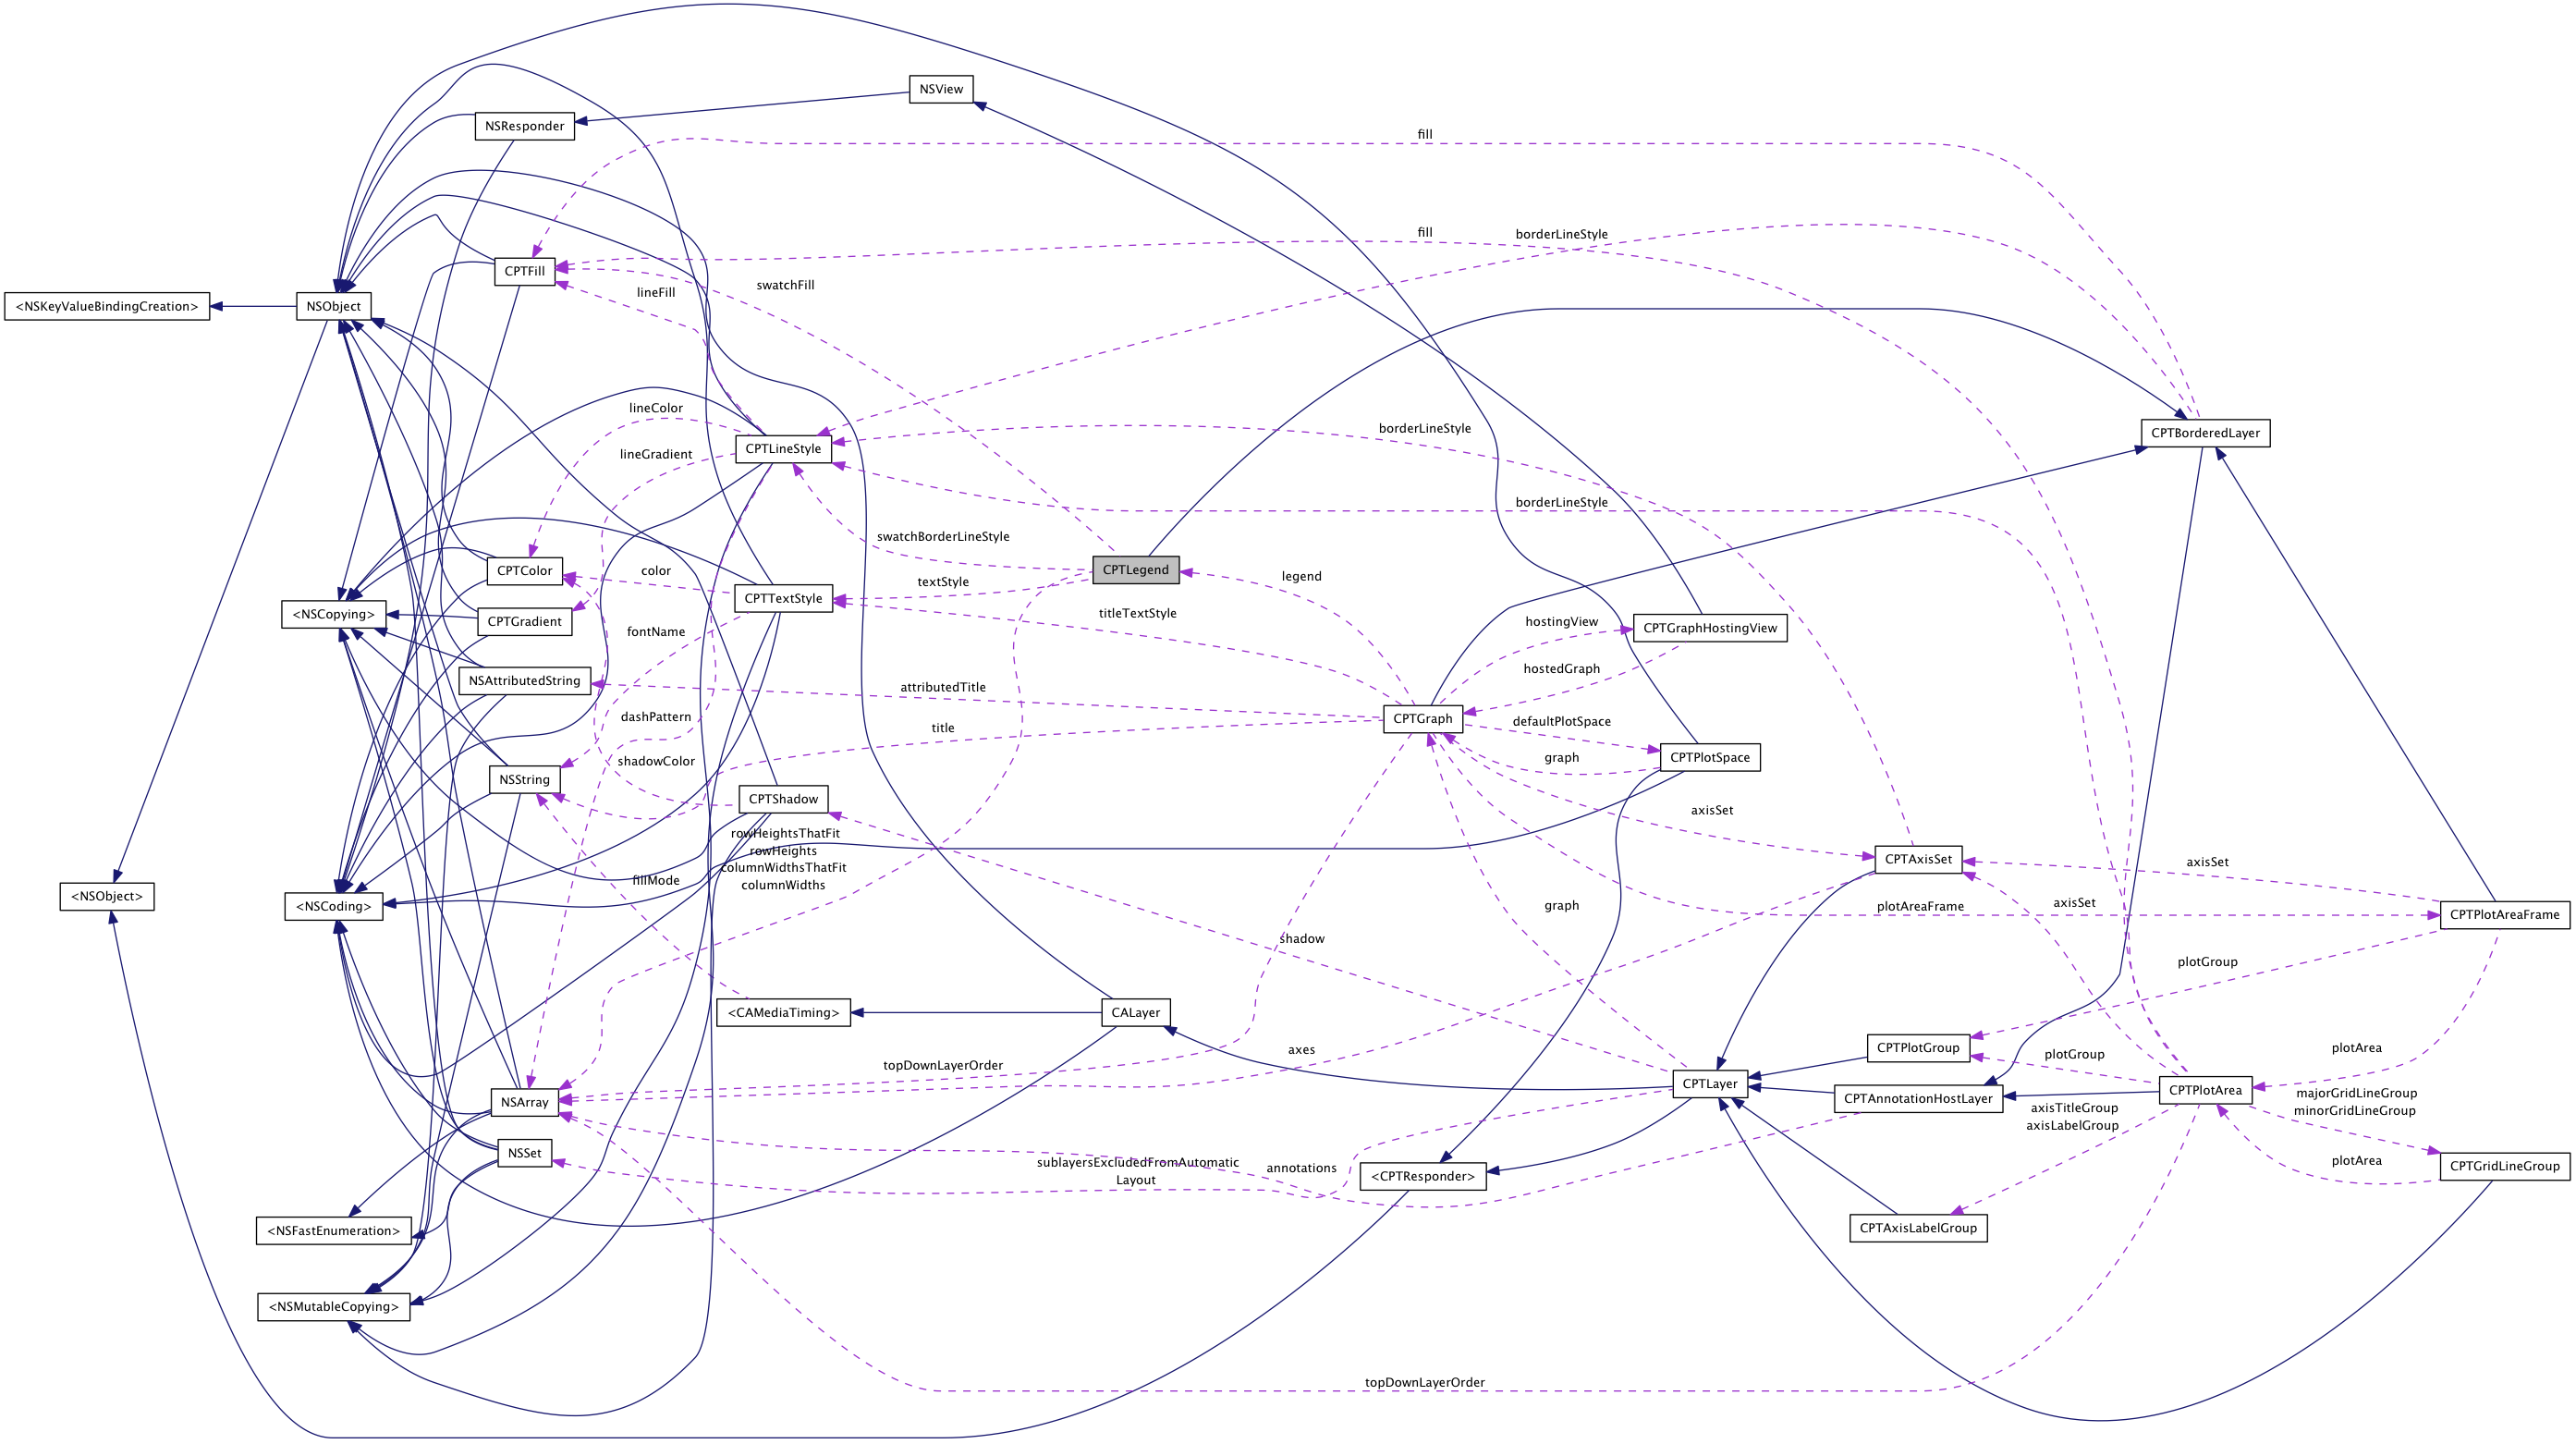 NSView
NSResponder
fill
borderLineStyle
fill
CPTFill
swatchFill
lineFill
<NSKeyValueBindingCreation>
NSObject
lineColor
borderLineStyle
CPTBorderedLayer
CPTLineStyle
lineGradient
borderLineStyle
swatchBorderLineStyle
CPTColor
color
CPTLegend
legend
textStyle
CPTTextStyle
<NSCopying>
titleTextStyle
CPTGradient
fontName
hostingView
CPTGraphHostingView
hostedGraph
NSAttributedString
attributedTitle
dashPattern
CPTGraph
defaultPlotSpace
title
graph
CPTPlotSpace
shadowColor
NSString
CPTShadow
axisSet
rowHeightsThatFit
rowHeights
columnWidthsThatFit
columnWidths
fillMode
CPTAxisSet
axisSet
<NSObject>
<NSCoding>
graph
plotAreaFrame
axisSet
CPTPlotAreaFrame
shadow
plotGroup
<CAMediaTiming>
CALayer
axes
CPTPlotGroup
plotGroup
plotArea
topDownLayerOrder
CPTLayer
CPTPlotArea
NSArray
CPTAnnotationHostLayer
majorGridLineGroup
minorGridLineGroup
axisTitleGroup
axisLabelGroup
NSSet
sublayersExcludedFromAutomatic
Layout
annotations
<CPTResponder>
plotArea
CPTGridLineGroup
<NSFastEnumeration>
CPTAxisLabelGroup
<NSMutableCopying>
topDownLayerOrder